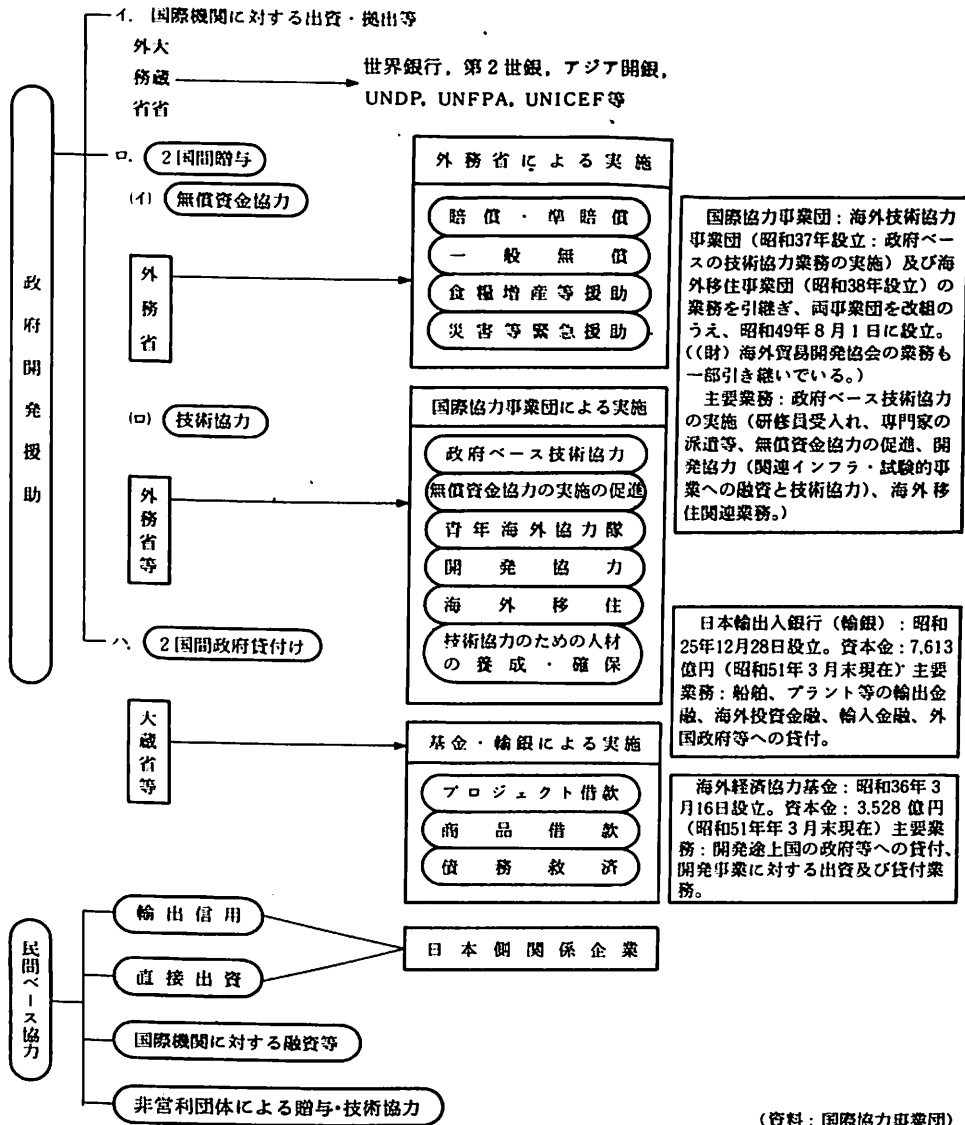 イ．国際機関に対する出資・拠出等
外務省
大蔵省
世界銀行，第２世銀，アジア開銀，
UNDP，UNFPA，UNICEF等
政府開発援助
ロ．２国間贈与
(イ) 無償資金協力
外務省
外務省による実施
賠償・準賠償
一般無償
食糧増産等援助
災害等緊急援助
(ロ) 技術協力
外務省等
国際協力事業団による実施
政府ベース技術協力
無償資金協力の実施の促進
青年海外協力隊
開発協力
海外移住
技術協力のための人材
の養成・確保
ハ．２国間政府貸付け
大蔵省等
基金・輸銀による実施
プロジェクト借款
商品借款
債務救済
国際協力事業団：海外技術協力
事業団（昭和37年設立：政府ベー
スの技術協力業務の実施）及び海
外移住事業団（昭和38年設立）の
業務を引継ぎ、両事業団を改組の
うえ、昭和49年８月１日に設立。
（（財）海外貿易開発協会の業務も
一部引き継いでいる。）
主要業務：政府ベース技術協力
の実施（研修員受入れ、専門家の
派遣等、無償資金協力の促進、開
発協力（関連インフラ・試験的事
業への融資と技術協力）、海外移
住関連業務。）
日本輸出入銀行（輸銀）：昭和
25年12月28日設立。資本金：7,613
億円（昭和51年３月末現在）主要
業務：船舶、プラント等の輸出金
融、海外投資金融、輸入金融、外
国政府等への貸付。
海外経済協力基金：昭和36年３
月16日設立。資本金：3,528 億円
（昭和51年年３月末現在）主要業
務：開発途上国の政府等への貸付、
開発事業に対する出資及び貸付業
務。
民間ベース協力
輸出信用
直接出資
日本側関係企業
国際機関に対する融資等
非営利団体による贈与・技術協力
（資料：国際協力事業団）